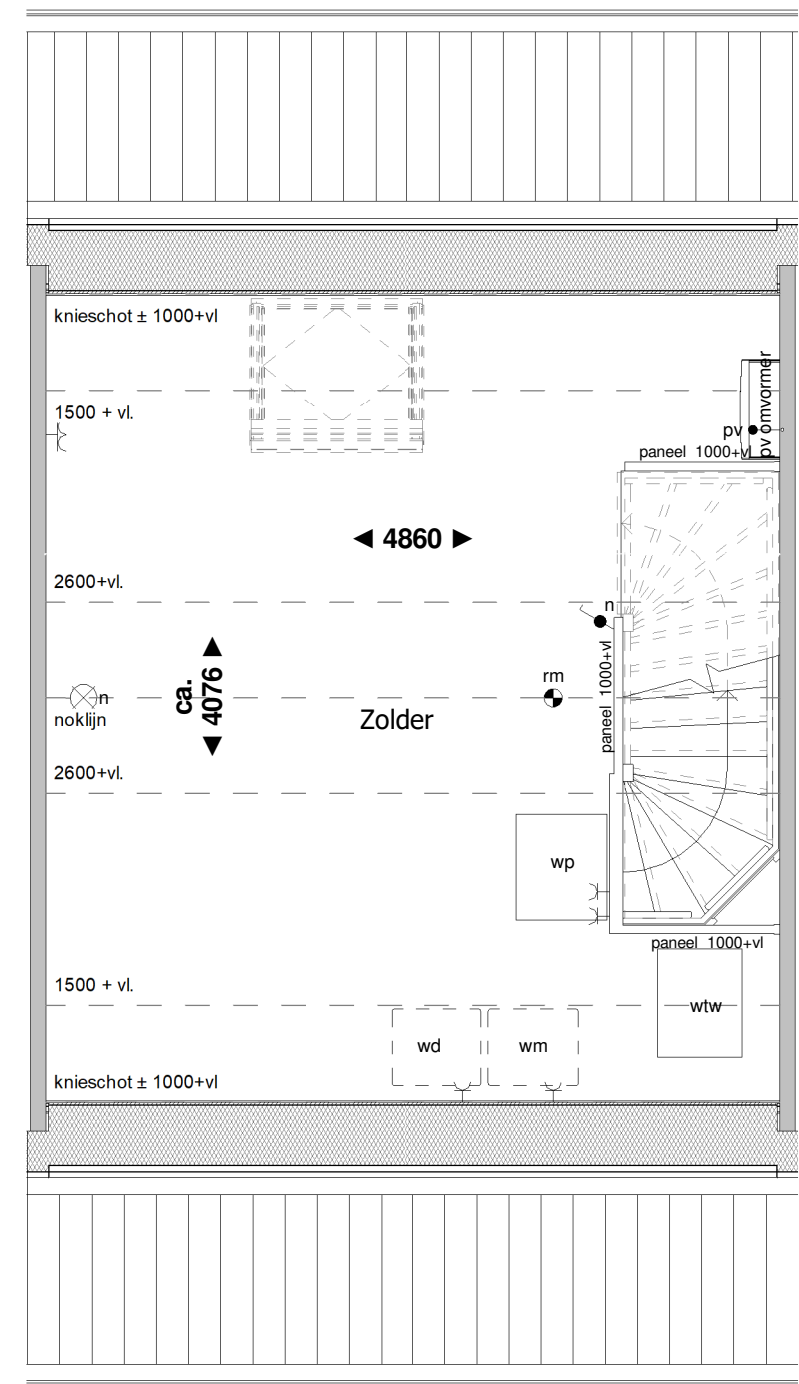 knieschot ± 1000+vl
1500 + vl.
pv omvormer
pv
paneel 1000+vl
4860
2600+vl.
n
paneel 1000+vl
ca.
4076
rm
n
noklijn
Zolder
2600+vl.
wp
paneel 1000+vl
1500 + vl.
wtw
wd
wm
knieschot ± 1000+vl